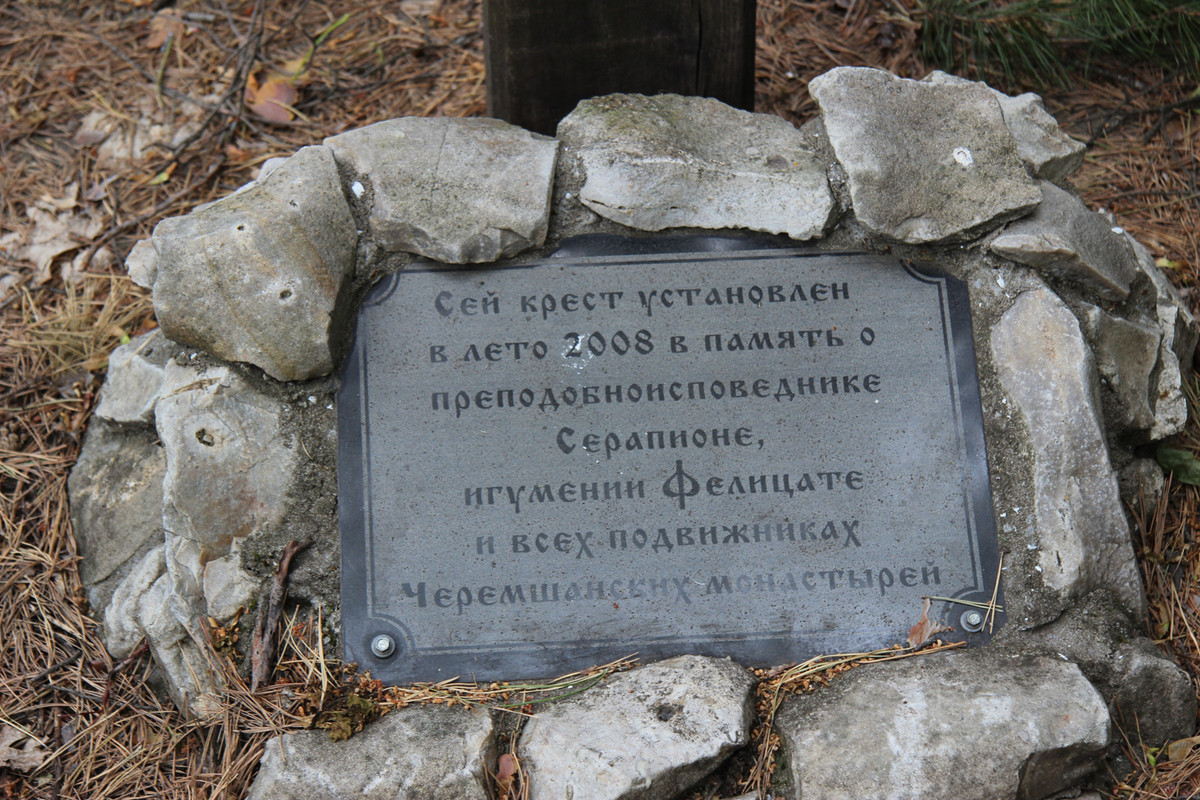 Сей крест установлен
в лето 2008 в память о
преподобноисповеднике
Серапионе,
игумении Фелицате
и всех подвижниках
Черемшанских монастырей